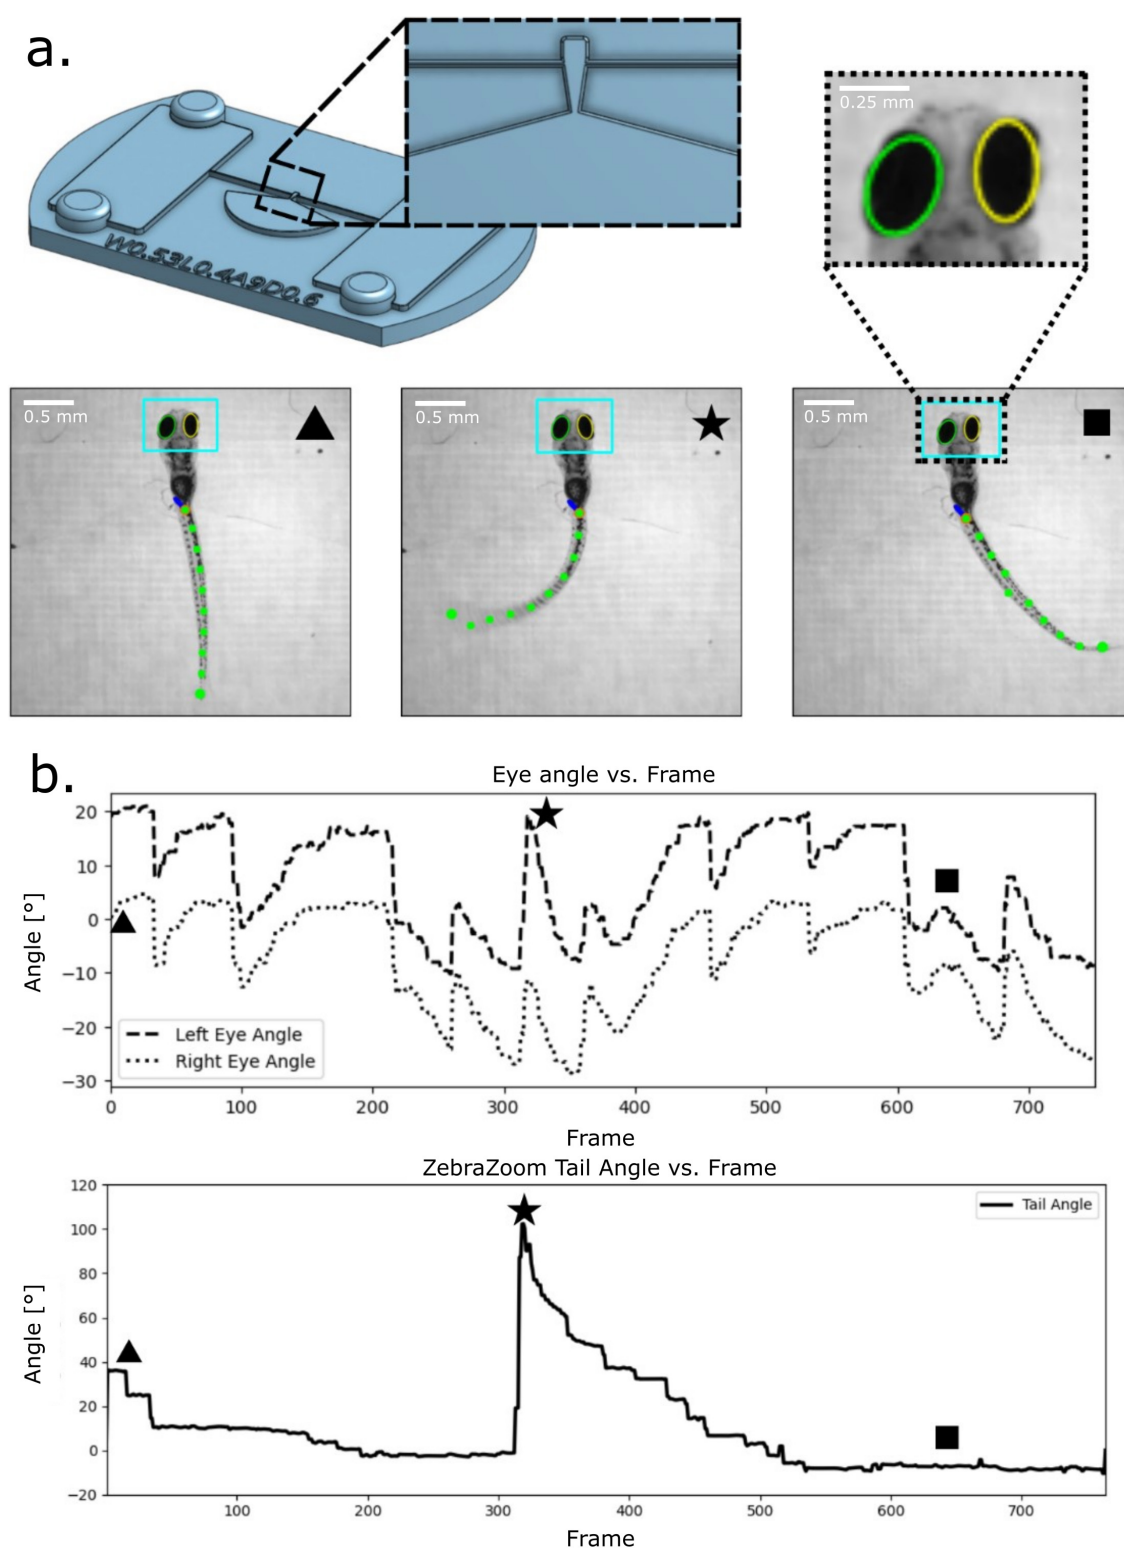 a.
W0.53L0.4A9D0.6
0.25 mm
0.5 mm
0.5 mm
0.5 mm
b.
Eye angle vs. Frame
Angle [°]
20
10
0
−10
−20
−30
Left Eye Angle
Right Eye Angle
0 100 200 300 400 500 600 700
Frame
ZebraZoom Tail Angle vs. Frame
Angle [°]
120
100
80
60
40
20
0
−20
Tail Angle
100 200 300 400 500 600 700
Frame